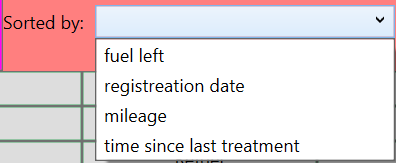 Sorted by:
fuel left
registreation date
mileage
time since last treatment